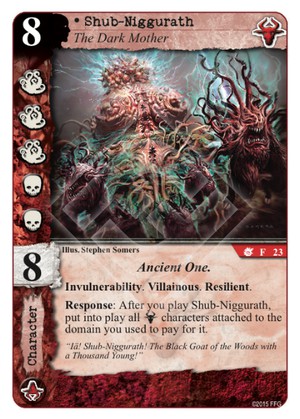 8
• Shub-Niggurath
The Dark Mother
Illus. Stephen Somers
F 23
8
Character
Ancient One.
Invulnerability. Villainous. Resilient.
Response: After you play Shub-Niggurath,
put into play all characters attached to the
domain you used to pay for it.
"Iä! Shub-Niggurath! The Black Goat of the Woods with
a Thousand Young!"
©2015 FFG